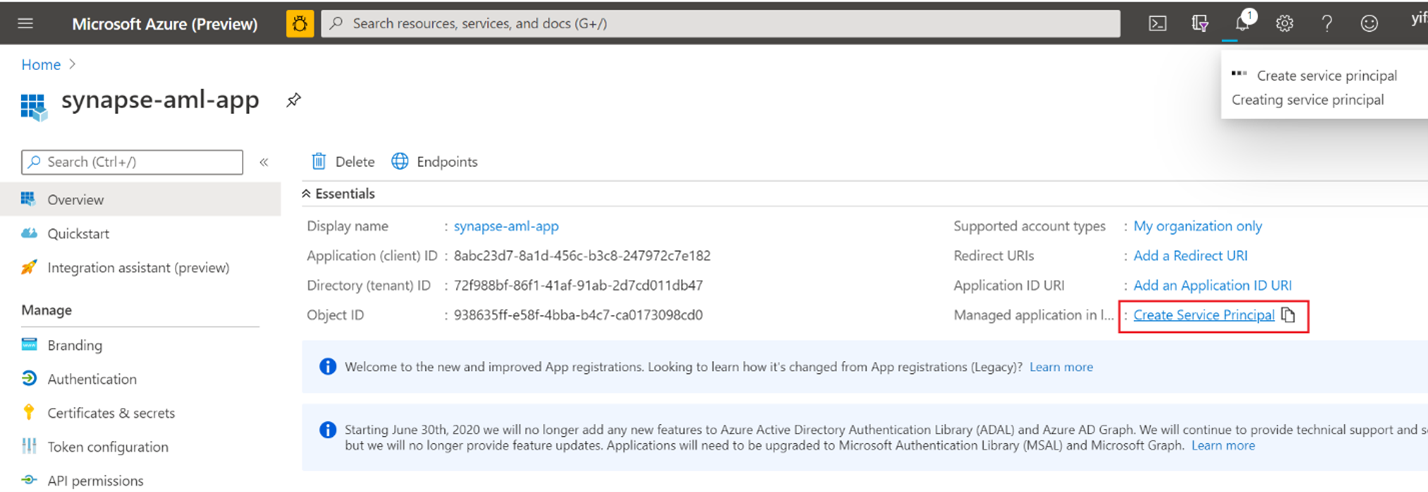 Microsoft Azure (Preview)
Search resources, services, and docs (G+/)
1
yif
Home
Create service principal
Creating service principal
synapse-aml-app
Search (Ctrl+/)
«
Delete
Endpoints
Overview
Essentials
Quickstart
Integration assistant (preview)
Display name : synapse-aml-app
Supported account types : My organization only
Application (client) ID : 8abc23d7-8a1d-456c-b3c8-247972c7e182
Redirect URIs : Add a Redirect URI
Directory (tenant) ID : 72f988bf-86f1-41af-91ab-2d7cd011db47
Application ID URI : Add an Application ID URI
Object ID : 938635ff-e58f-4bba-b4c7-ca0173098cd0
Managed application in l... : Create Service Principal
Manage
Branding
Authentication
Certificates & secrets
Token configuration
API permissions
Welcome to the new and improved App registrations. Looking to learn how it's changed from App registrations (Legacy)? Learn more
Starting June 30th, 2020 we will no longer add any new features to Azure Active Directory Authentication Library (ADAL) and Azure AD Graph. We will continue to provide technical support and s
but we will no longer provide feature updates. Applications will need to be upgraded to Microsoft Authentication Library (MSAL) and Microsoft Graph. Learn more